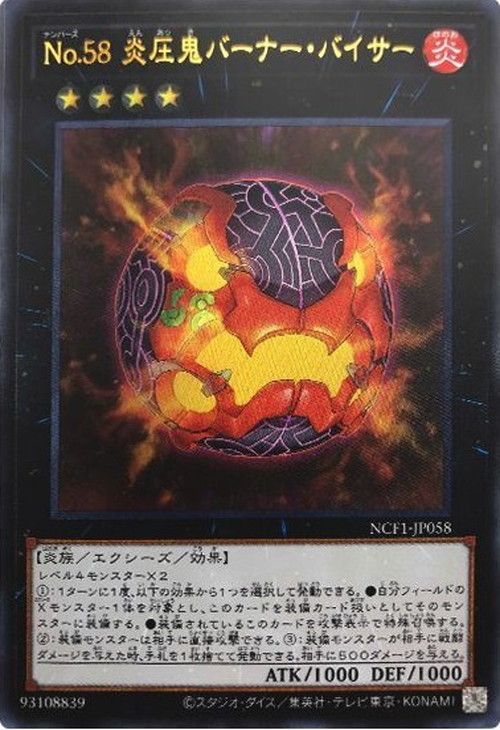 ナンバーズ えん あつ き
No.58 炎圧鬼バーナー・バイサー
ほのお
炎
58
NCF1-JP058
【炎族/エクシーズ/効果】
レベル4モンスター×2
①:1ターンに1度、以下の効果から1つを選択して発動できる。●自分フィールドの
Xモンスター1体を対象とし、このカードを装備カード扱いとしてそのモン
スターに装備する。●装備されているこのカードを攻撃表示で特殊召喚する。
②:装備モンスターは相手に直接攻撃できる。③:装備モンスターが相手に戦闘
ダメージを与えた時、手札を1枚捨てて発動できる。相手に500ダメージを与える。
ATK/1000 DEF/1000
93108839
©スタジオ・ダイス/集英社・テレビ東京・KONAMI